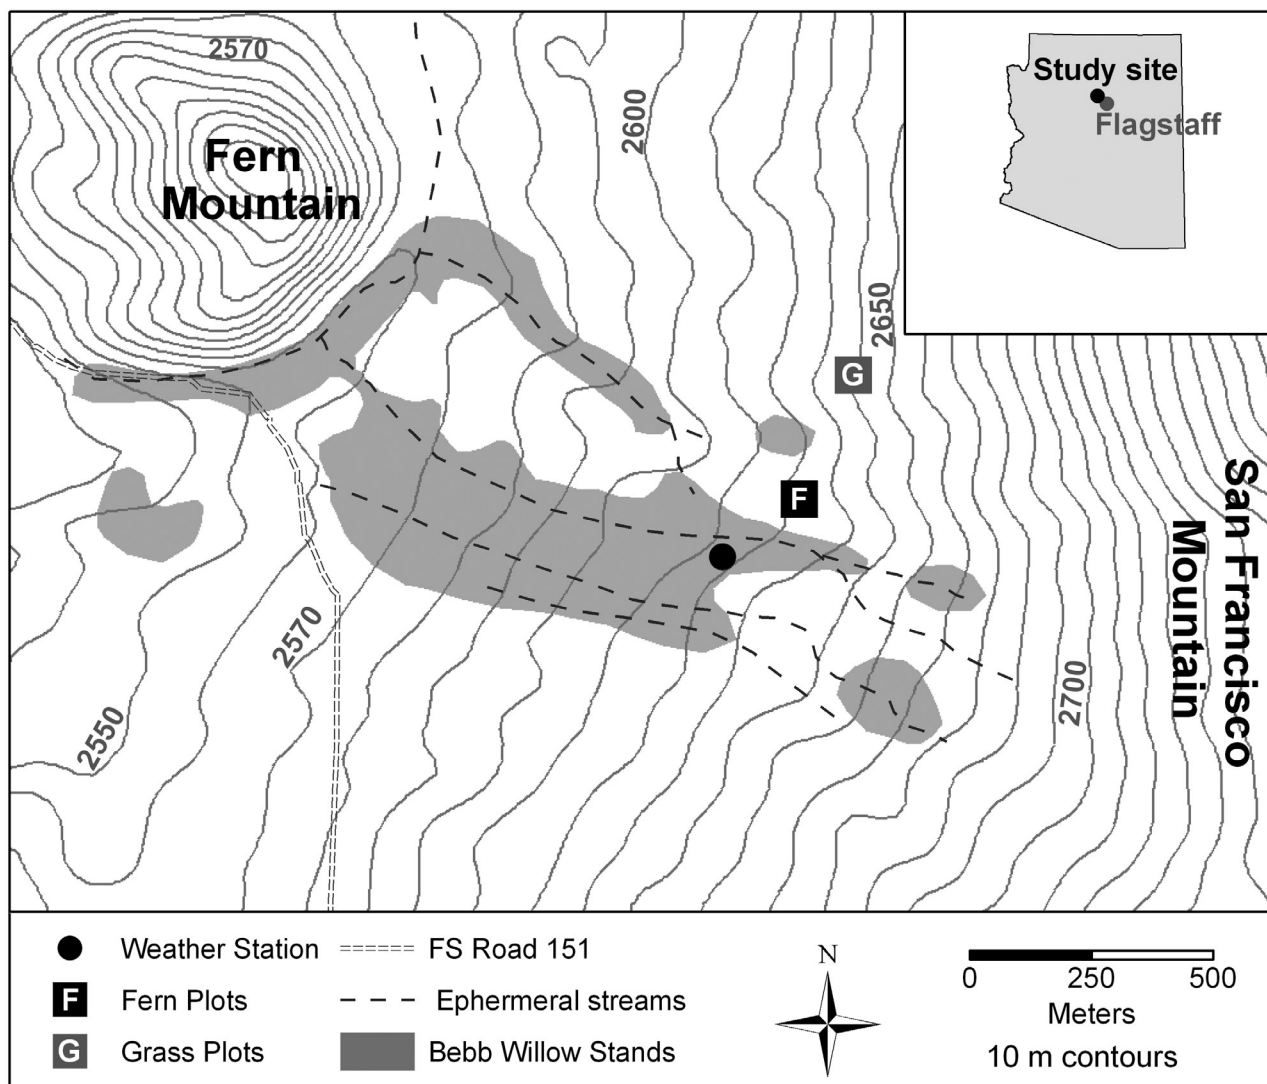 2570
2600
Study site
Flagstaff
Fern
Mountain
2650
G
F
San Francisco
Mountain
2570
2550
2700
Weather Station
FS Road 151
N
F
Fern Plots
Ephermeral streams
0
250
500
Meters
G
Grass Plots
Bebb Willow Stands
10 m contours